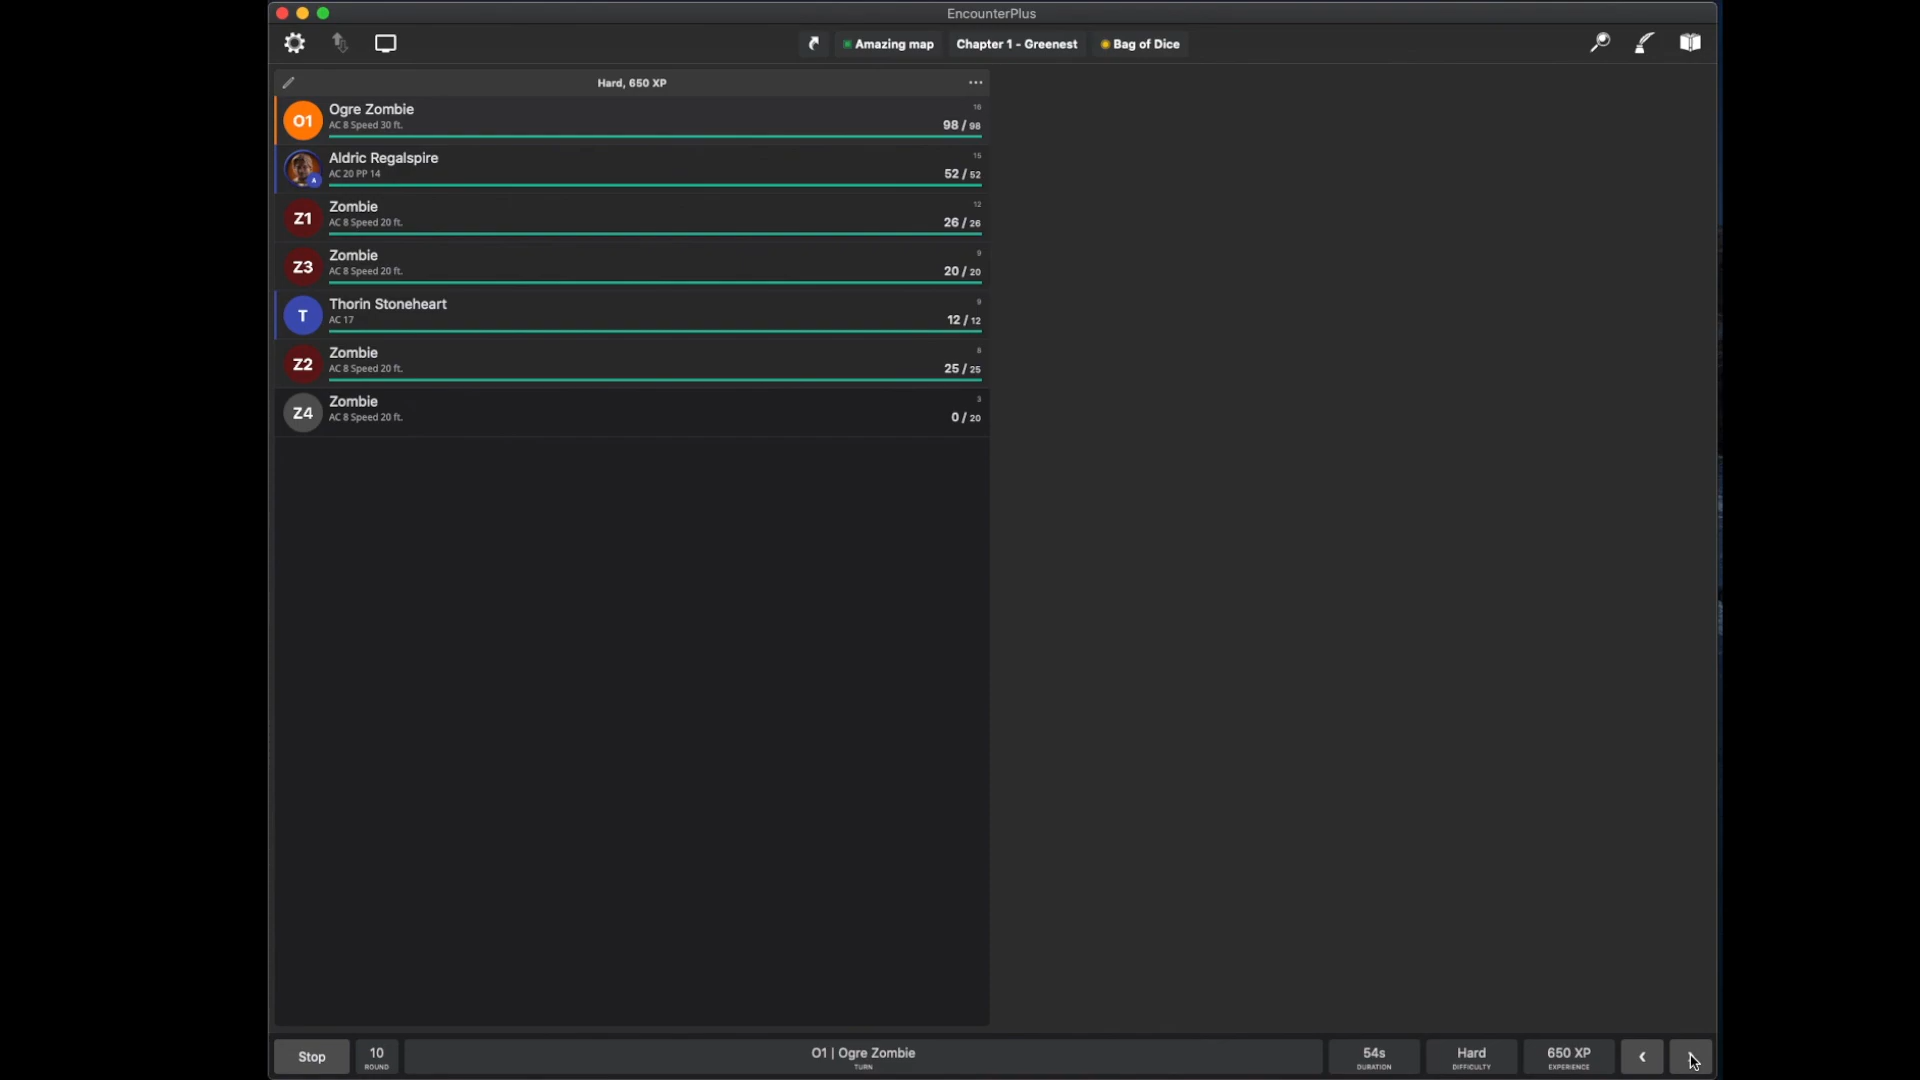 EncounterPlus
Amazing map
Chapter 1 - Greenest
Bag of Dice
Hard, 650 XP
O1
Ogre Zombie
AC 8 Speed 30 ft.
16
98 / 98
A
Aldric Regalspire
AC 20 PP 14
15
52 / 52
Z1
Zombie
AC 8 Speed 20 ft.
12
26 / 26
Z3
Zombie
AC 8 Speed 20 ft.
9
20 / 20
T
Thorin Stoneheart
AC 17
9
12 / 12
Z2
Zombie
AC 8 Speed 20 ft.
8
25 / 25
Z4
Zombie
AC 8 Speed 20 ft.
3
0 / 20
Stop
10
ROUND
O1 | Ogre Zombie
TURN
54s
DURATION
Hard
DIFFICULTY
650 XP
EXPERIENCE